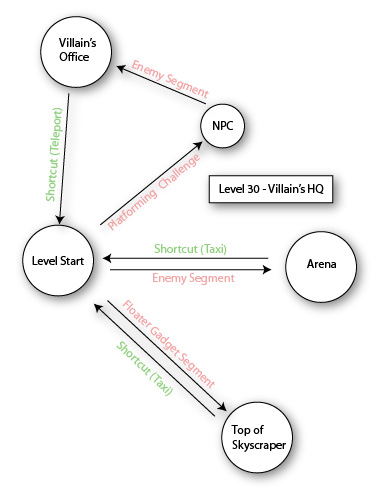 Villain's
Office
Enemy Segment
NPC
Shortcut (Teleport)
Platforming Challenge
Level 30 - Villain's HQ
Level Start
Shortcut (Taxi)
Enemy Segment
Arena
Floater Gadget Segment
Shortcut (Taxi)
Top of
Skyscraper